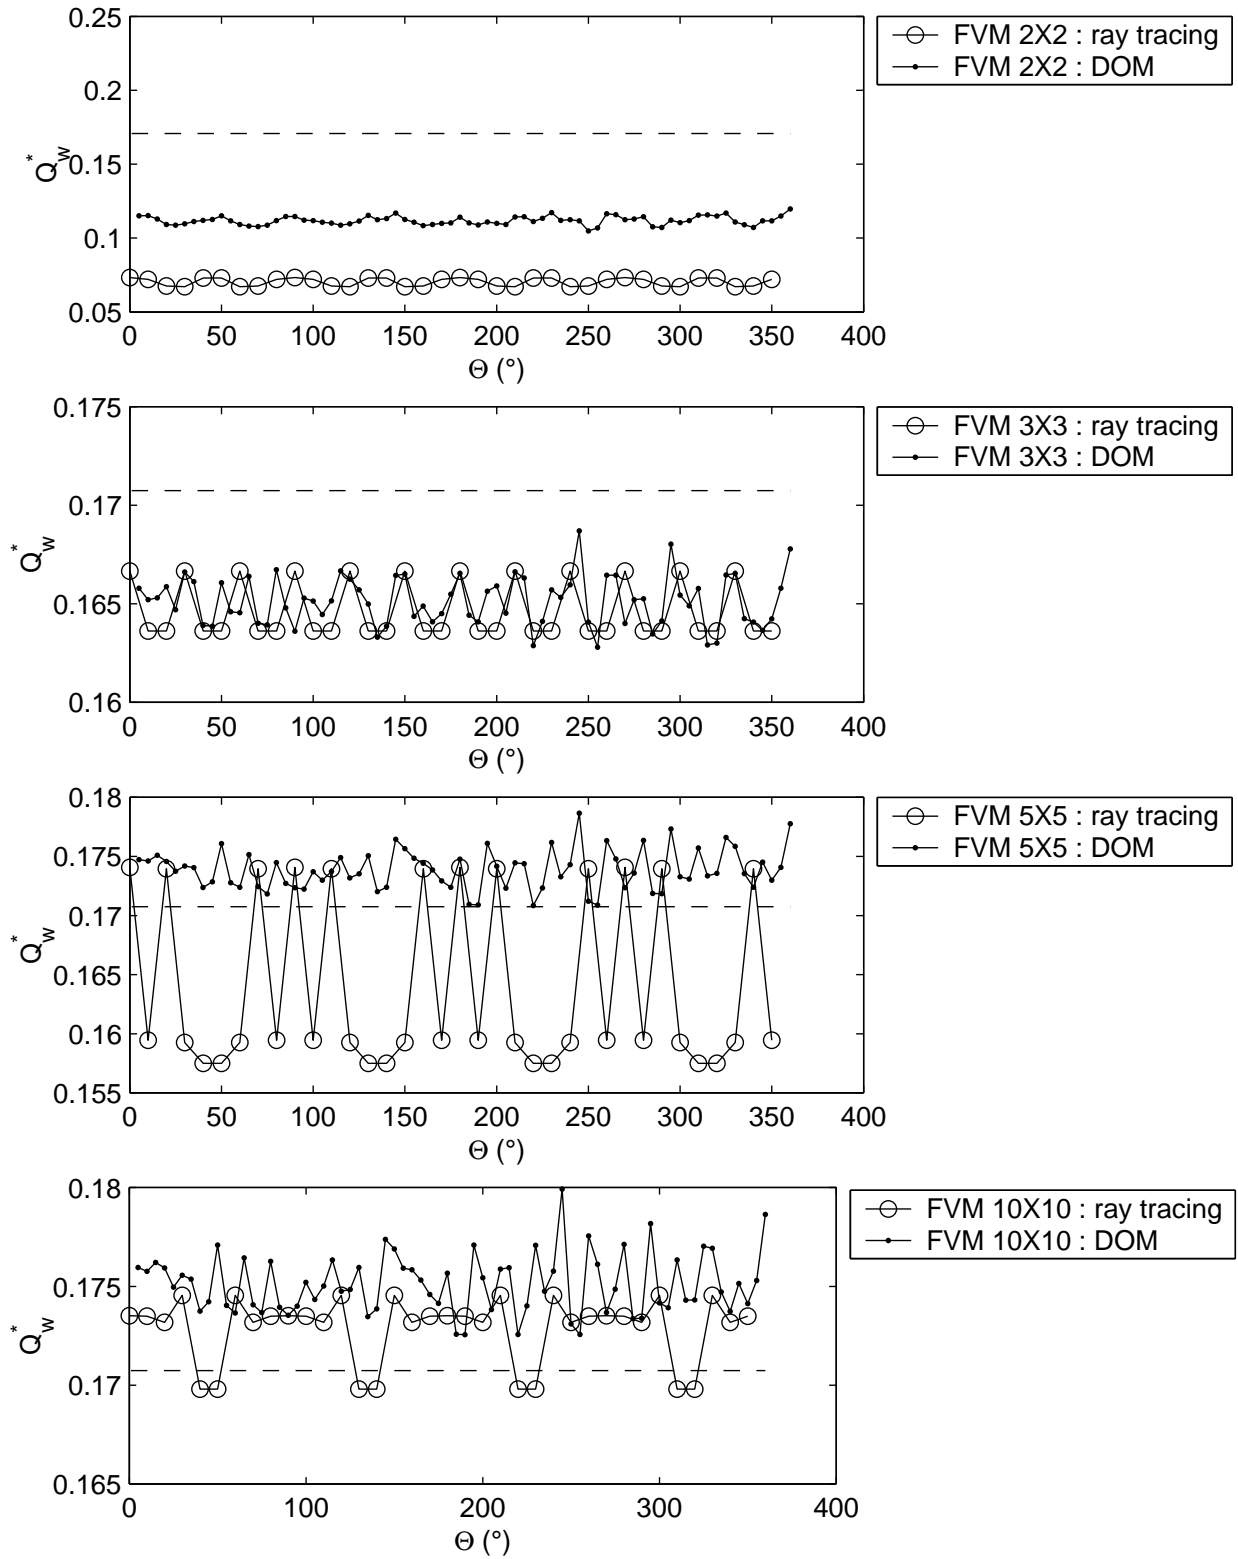 0.25
0.2
0.15
0.1
0.05
Q*w
0 50 100 150 200 250 300 350 400
Θ (°)
FVM 2X2 : ray tracing
FVM 2X2 : DOM
0.175
0.17
0.165
0.16
Q*w
0 50 100 150 200 250 300 350 400
Θ (°)
FVM 3X3 : ray tracing
FVM 3X3 : DOM
0.18
0.175
0.17
0.165
0.16
0.155
Q*w
0 50 100 150 200 250 300 350 400
Θ (°)
FVM 5X5 : ray tracing
FVM 5X5 : DOM
0.18
0.175
0.17
0.165
Q*w
0 100 200 300 400
Θ (°)
FVM 10X10 : ray tracing
FVM 10X10 : DOM